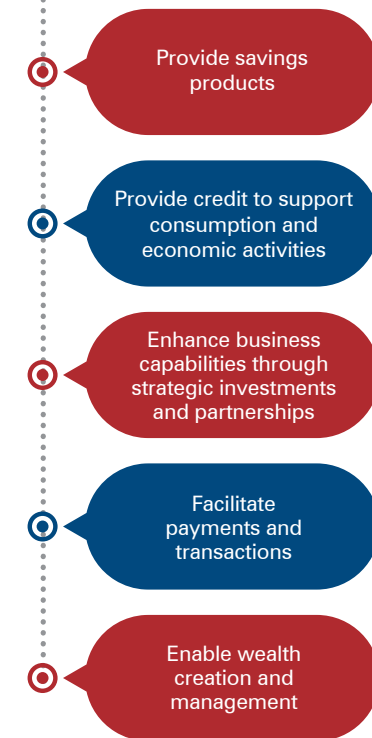 Provide savings
products
Provide credit to support
consumption and
economic activities
Enhance business
capabilities through
strategic investments
and partnerships
Facilitate
payments and
transactions
Enable wealth
creation and
management